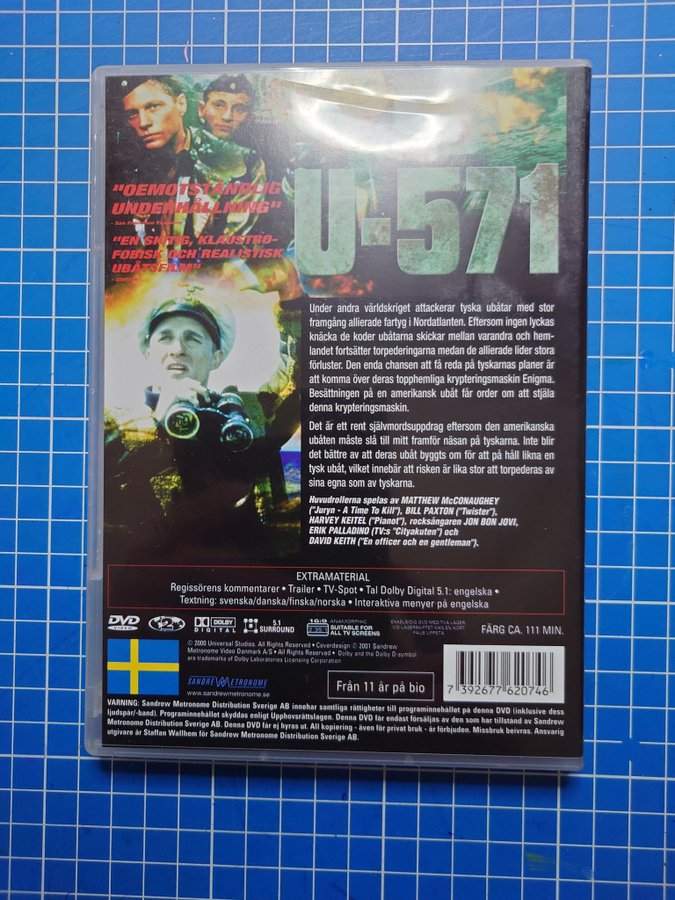 "OEMOTSTÅNDLIG
UNDERHÅLLNING"
"EN SMTIG, KLAUSTRO-
FOBISK OCH REALISTISK
UBÅTSFILM"
U-571
Under andra världskriget attackerar tyska ubåtar med stor
framgång allierade fartyg i Nordatlanten. Eftersom ingen lyckas
knäcka de koder ubåtarna skickar mellan varandra och hem-
landet fortsätter torpederingarna medan de allierade lider stora
förluster. Den enda chansen att få reda på tyskarnas planer är
att komma över deras topphemliga krypteringsmaskin Enigma.
Besättningen på en amerikansk ubåt får order om att stjäla
denna krypteringsmaskin.
Det är ett rent självmordsuppdrag eftersom den amerikanska
ubåten måste slå till mitt framför näsan på tyskarna. Inte blir
det bättre av att deras ubåt byggts om för att på håll likna en
tysk ubåt, vilket innebär att risken är lika stor att torpederas av
sina egna som av tyskarna.
Huvudrollerna spelas av MATTHEW McCONAUGHEY
("Juryn - A Time To Kill"), BILL PAXTON ("Twister"),
HARVEY KEITEL ("Pianot"), rocksångaren JON BON JOVI,
ERIK PALLADINO (TV:s "Cityakuten") och
DAVID KEITH ("En officer och en gentleman").
EXTRAMATERIAL
Regissörens kommentarer • Trailer • TV-Spot • Tal Dolby Digital 5.1: engelska •
Textning: svenska/danska/finska/norska • Interaktiva menyer på engelska
DVD VIDEO 2 DOLBY DIGITAL 5.1 SURROUND 16:9 ANAMORPHIC SUITABLE FOR ALL TV SCREENS
ENKELSIDIG DVD MED TVÅ LAGER
VID LAGERSKIFTET KAN EN KORT
PAUS UPPSTÅ
FÄRG CA. 111 MIN.
© 2000 Universal Studios. All Rights Reserved • Coverdesign © 2001 Sandrew
Metronome Video Danmark A/S • All Rights Reserved • Dolby and the Dolby D-symbol
are trademarks of Dolby Laboratories Licensing Corporation
SANDREW METRONOME
www.sandrewmetronome.se
Från 11 år på bio
7 392677 620746
VARNING: Sandrew Metronome Distribution Sverige AB innehar samtliga rättigheter till programinnehållet på denna DVD (inklusive dess
ljudspår/-band). Programinnehållet skyddas enligt Upphovsrättslagen. Denna DVD får endast försäljas av den som har tillstånd av Sandrew
Metronome Distribution Sverige AB. Denna DVD får ej hyras ut. All kopiering - även för privat bruk - är förbjuden. Missbruk beivras. Ansvarig
utgivare är Staffan Wallhem för Sandrew Metronome Distribution Sverige AB.